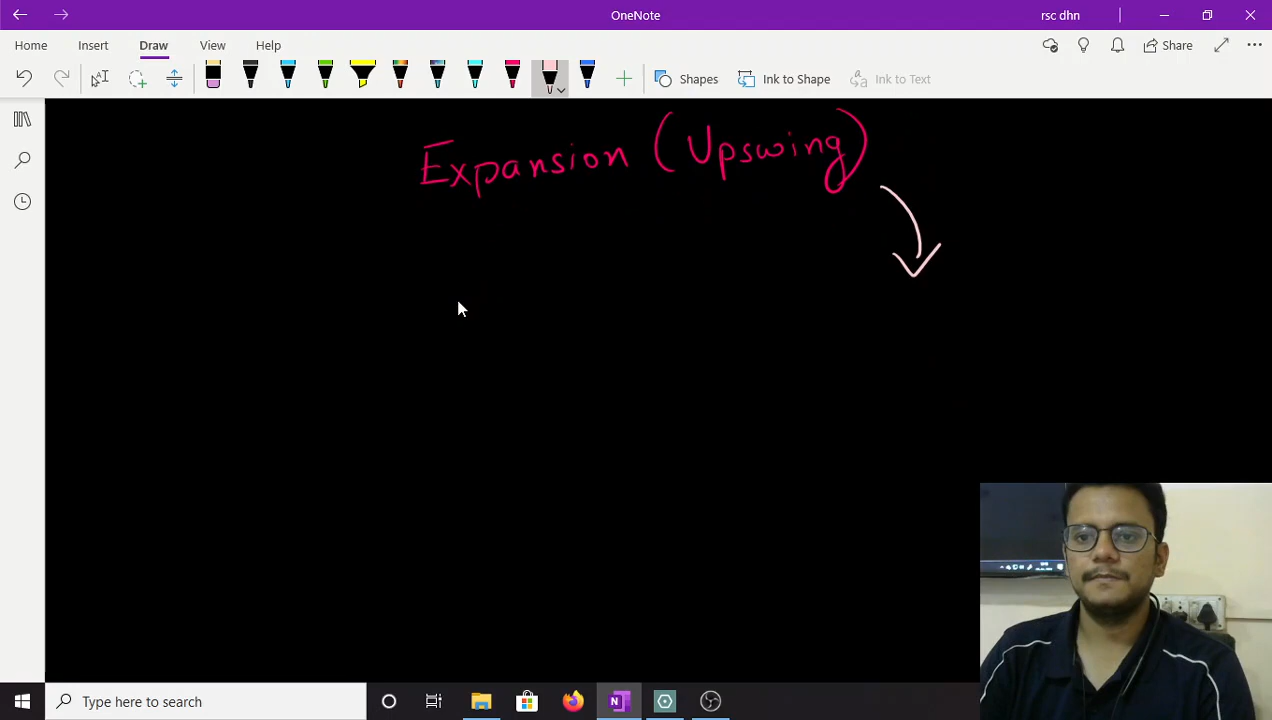 OneNote
rsc dhn
Home Insert Draw View Help
Share
Shapes Ink to Shape Ink to Text
Expansion (Upswing)
Type here to search